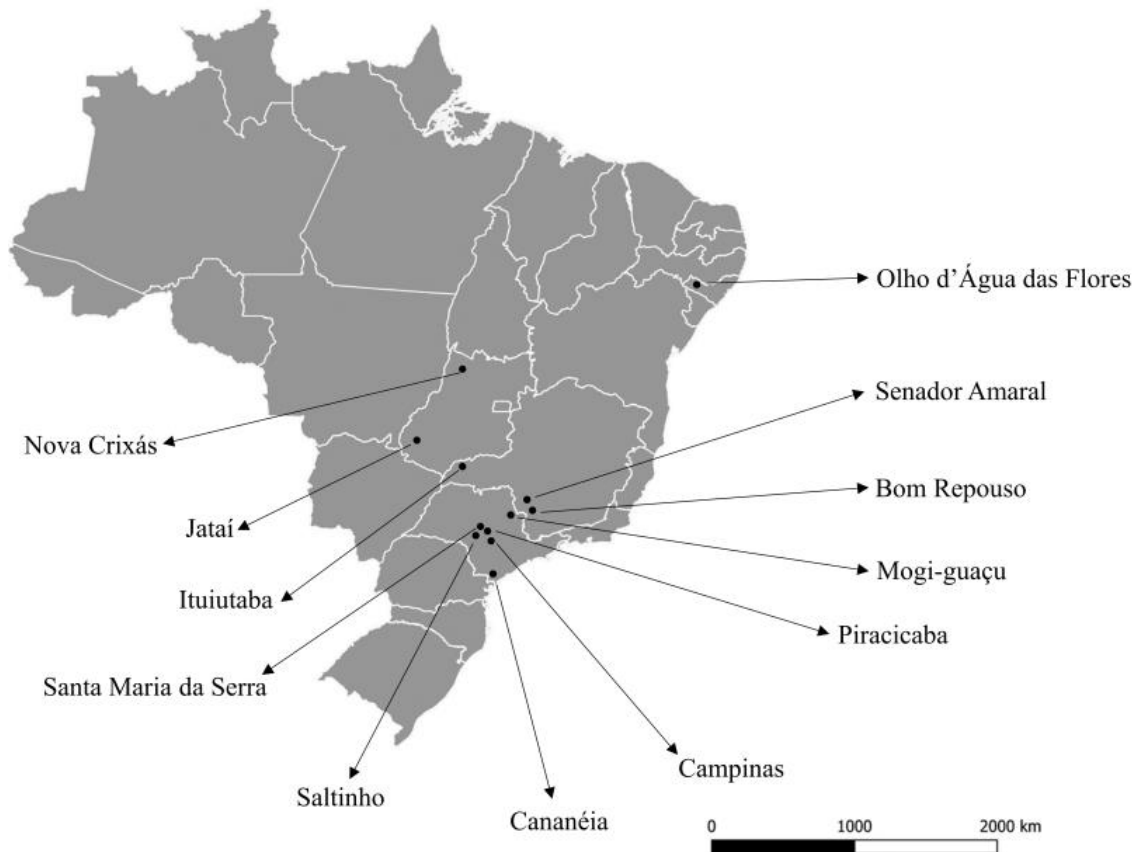 Olho d’Água das Flores
Senador Amaral
Nova Crixás
Bom Repouso
Jataí
Mogi-guaçu
Ituiutaba
Piracicaba
Santa Maria da Serra
Campinas
Saltinho
Cananéia
0 1000 2000 km